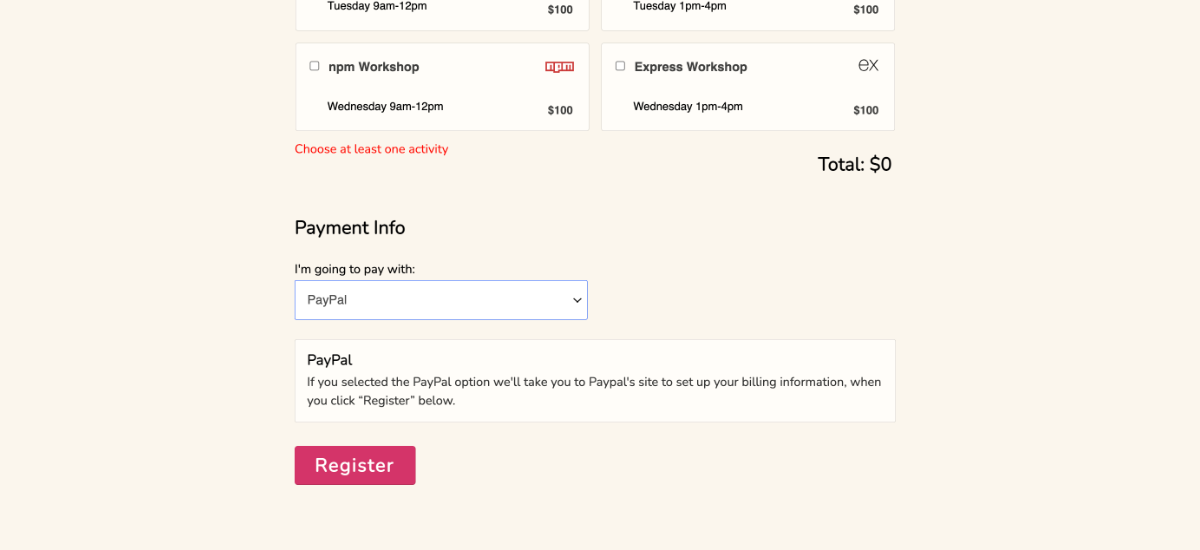 Tuesday 9am-12pm
$100
Tuesday 1pm-4pm
$100
npm Workshop
npm
Wednesday 9am-12pm
$100
Express Workshop
ex
Wednesday 1pm-4pm
$100
Choose at least one activity
Total: $0
Payment Info
I'm going to pay with:
PayPal
PayPal
If you selected the PayPal option we'll take you to Paypal's site to set up your billing information, when
you click “Register” below.
Register